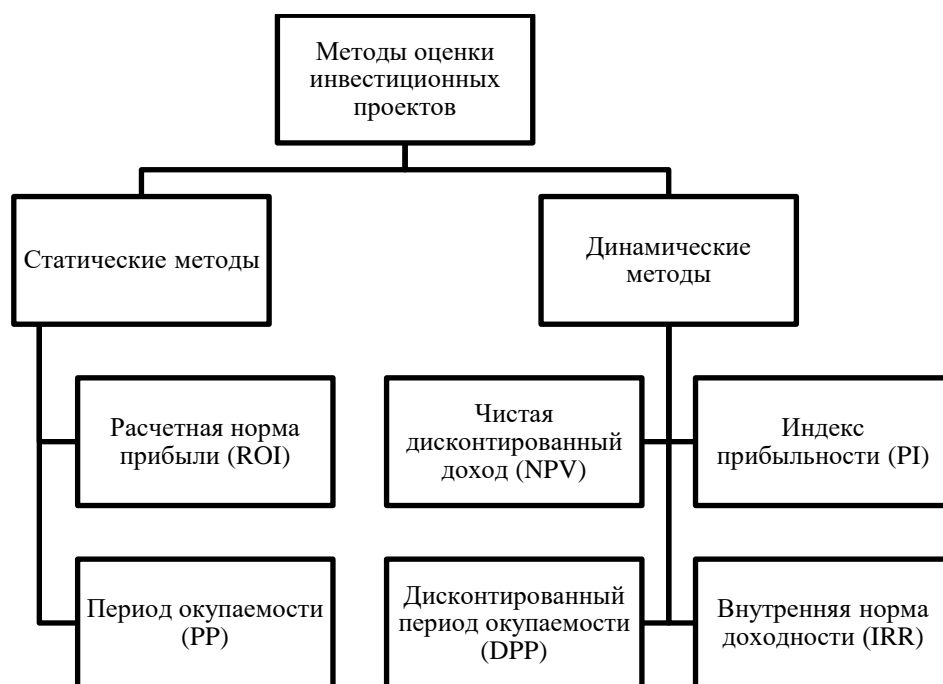 Методы оценки
инвестиционных
проектов
Статические методы
Динамические
методы
Расчетная норма
прибыли (ROI)
Чистая
дисконтированный
доход (NPV)
Индекс
прибыльности (PI)
Период окупаемости
(PP)
Дисконтированный
период окупаемости
(DPP)
Внутренняя норма
доходности (IRR)